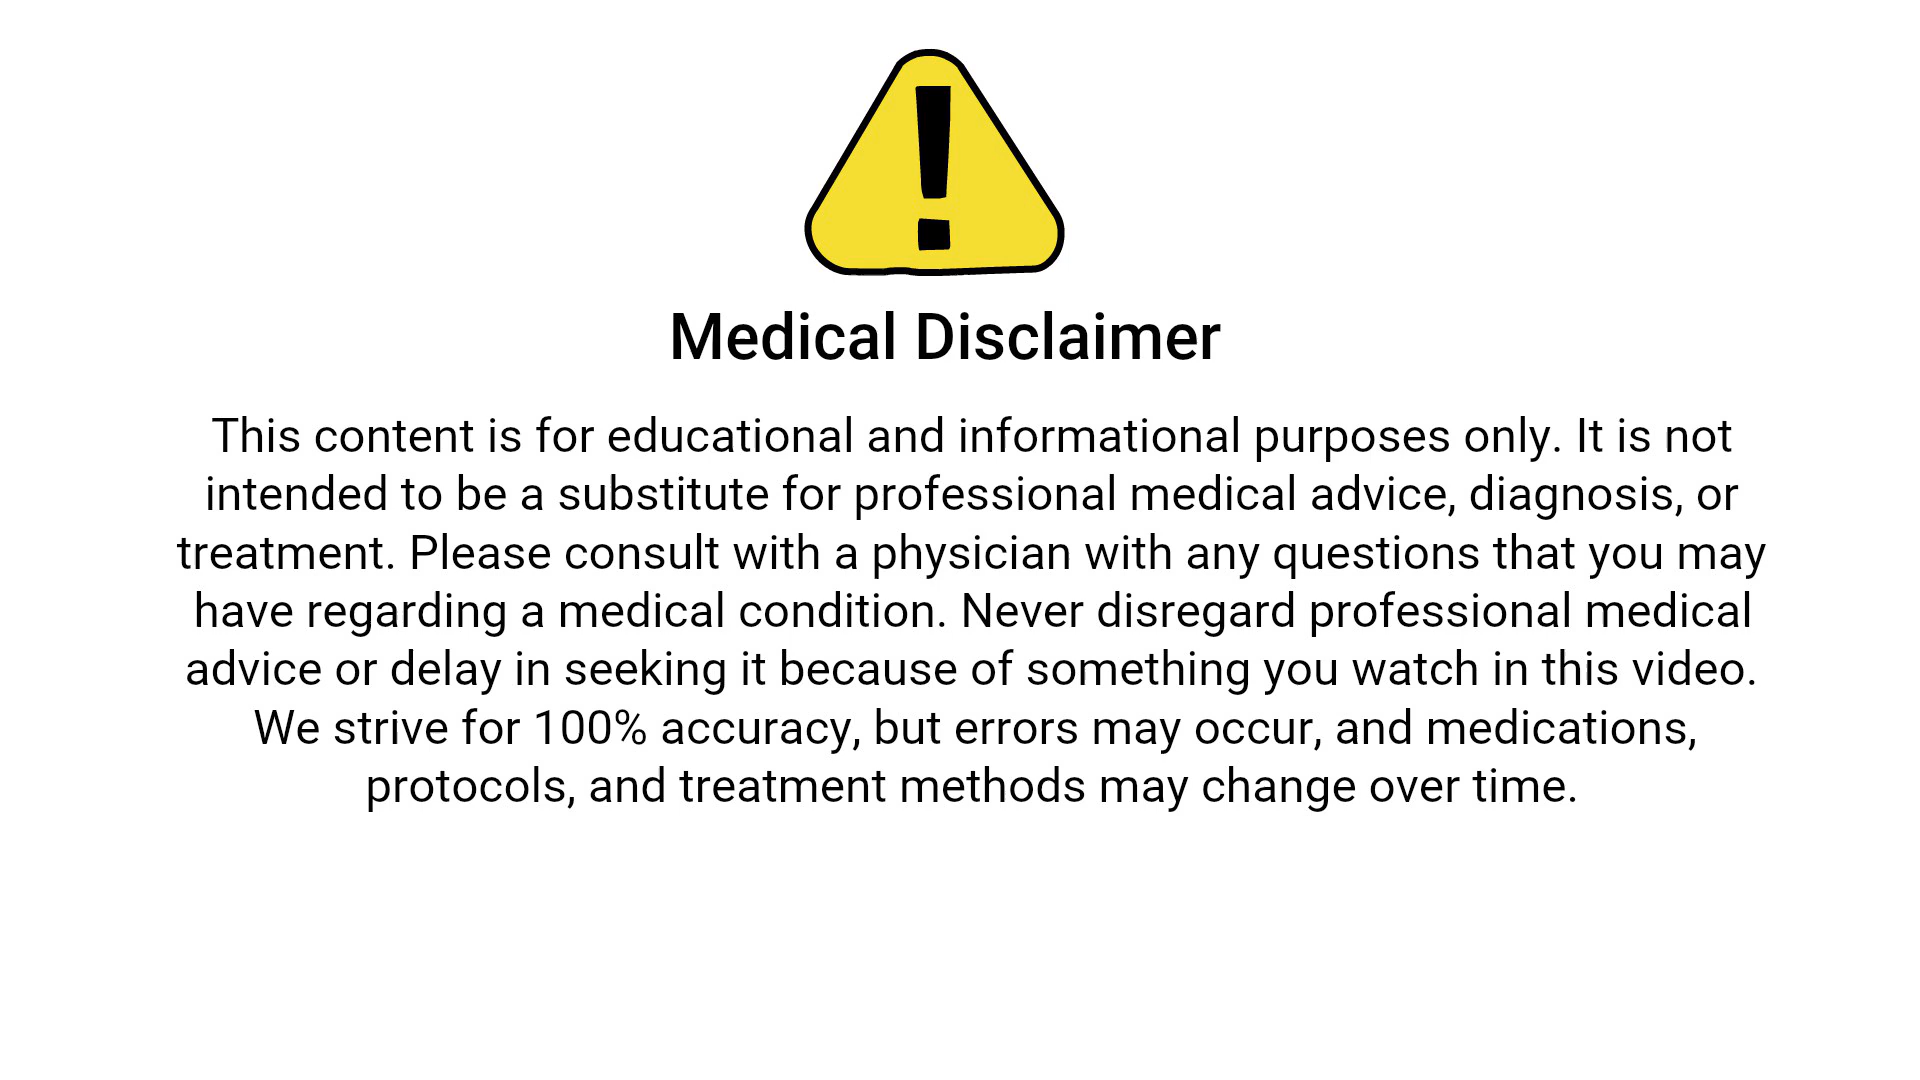 Medical Disclaimer
This content is for educational and informational purposes only. It is not
intended to be a substitute for professional medical advice, diagnosis, or
treatment. Please consult with a physician with any questions that you may
have regarding a medical condition. Never disregard professional medical
advice or delay in seeking it because of something you watch in this video.
We strive for 100% accuracy, but errors may occur, and medications,
protocols, and treatment methods may change over time.